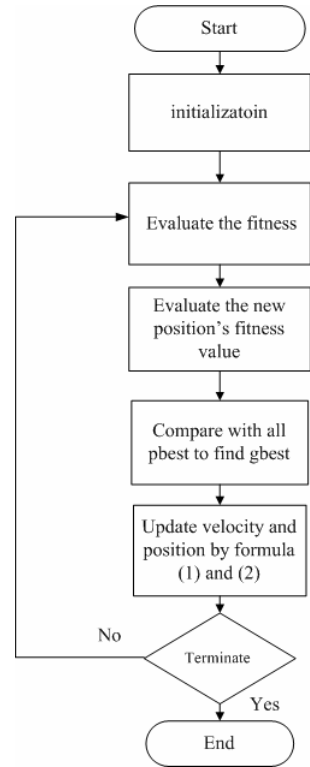 Start
initializatoin
Evaluate the fitness
Evaluate the new
position's fitness
value
Compare with all
pbest to find gbest
Update velocity and
position by formula
(1) and (2)
No
Terminate
Yes
End